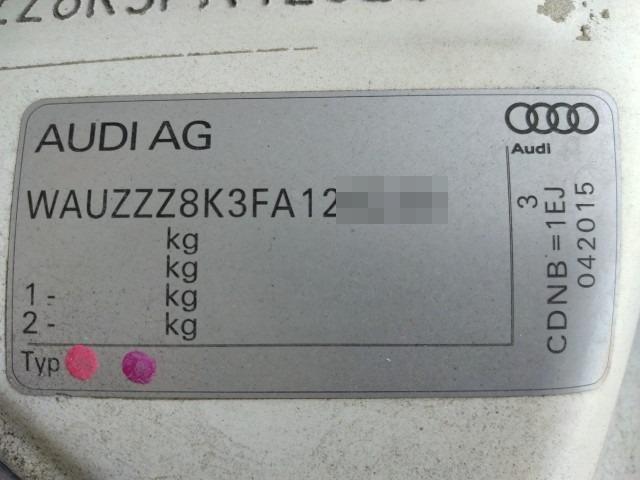 AUDI AG
Audi
WAUZZZ8K3FA12
kg
kg
1 - kg
2 - kg
Typ
3
CDNB = 1EJ
042015